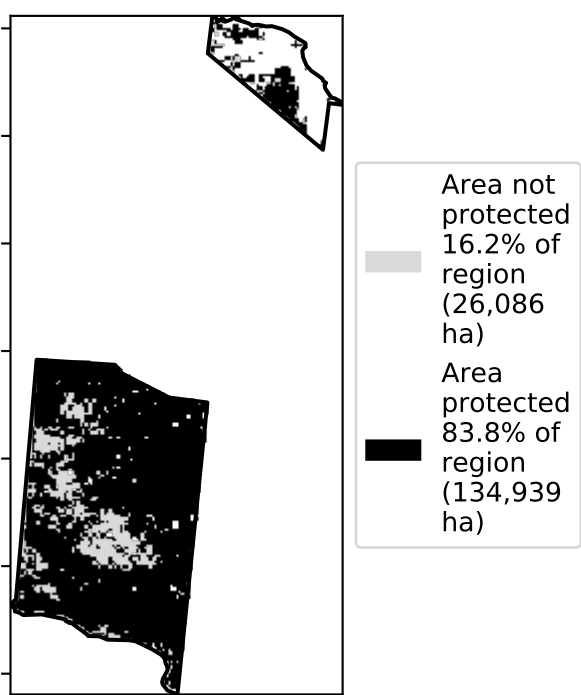 Area not
protected
16.2% of
region
(26,086
ha)
Area
protected
83.8% of
region
(134,939
ha)